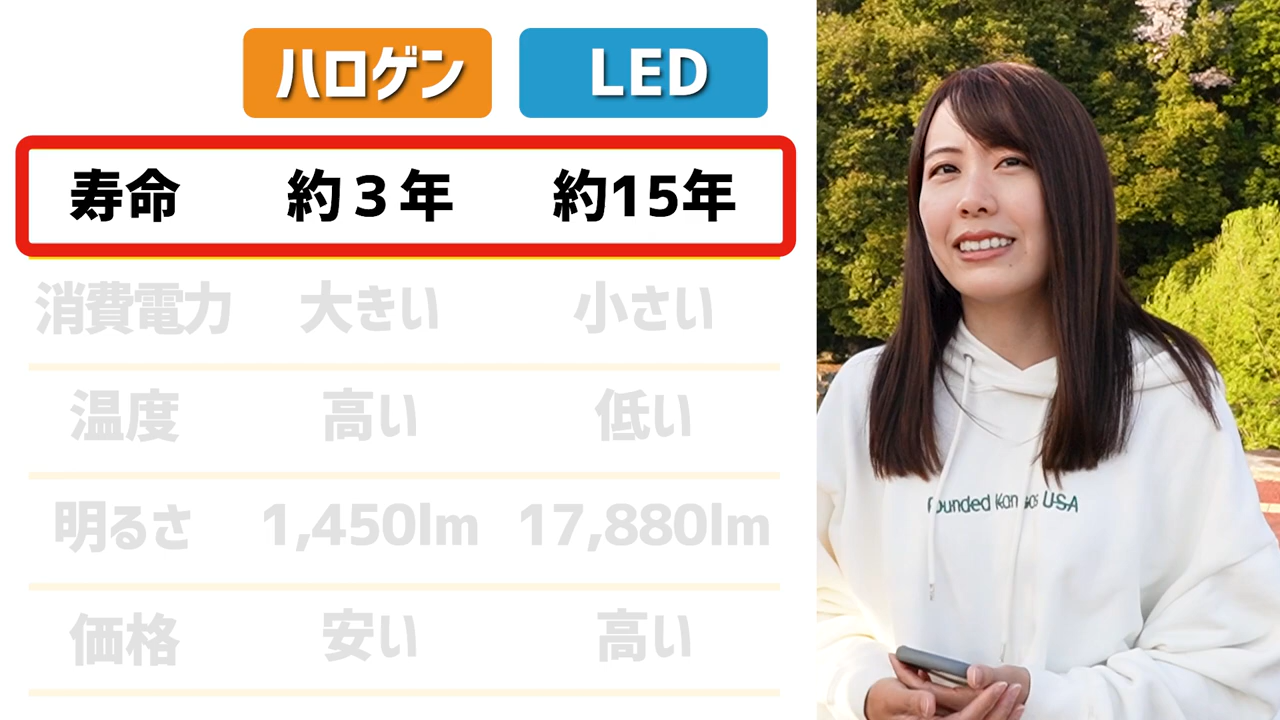 ハロゲン LED
寿命 約3年 約15年
消費電力 大きい 小さい
温度 高い 低い
明るさ 1,450lm 17,880lm
価格 安い 高い
USA